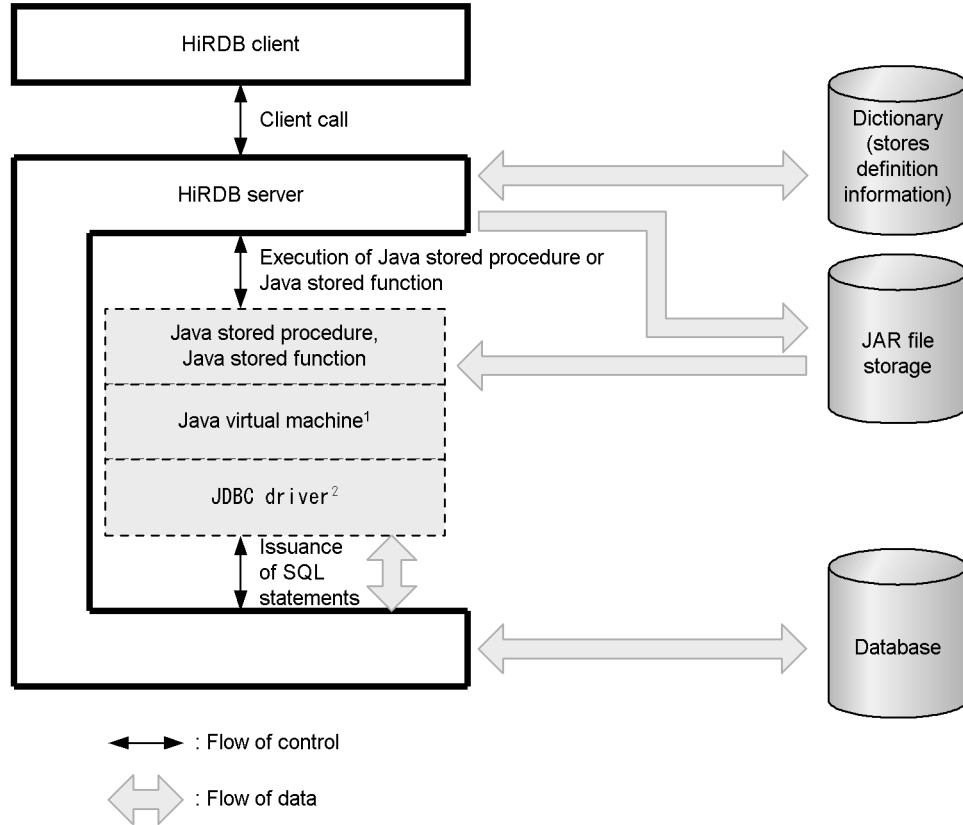 HiRDB client
Client call
Dictionary
(stores
definition
information)
HiRDB server
Execution of Java stored procedure or
Java stored function
Java stored procedure,
Java stored function
JAR file
storage
Java virtual machine¹
JDBC driver²
Issuance
of SQL
statements
Database
: Flow of control
: Flow of data